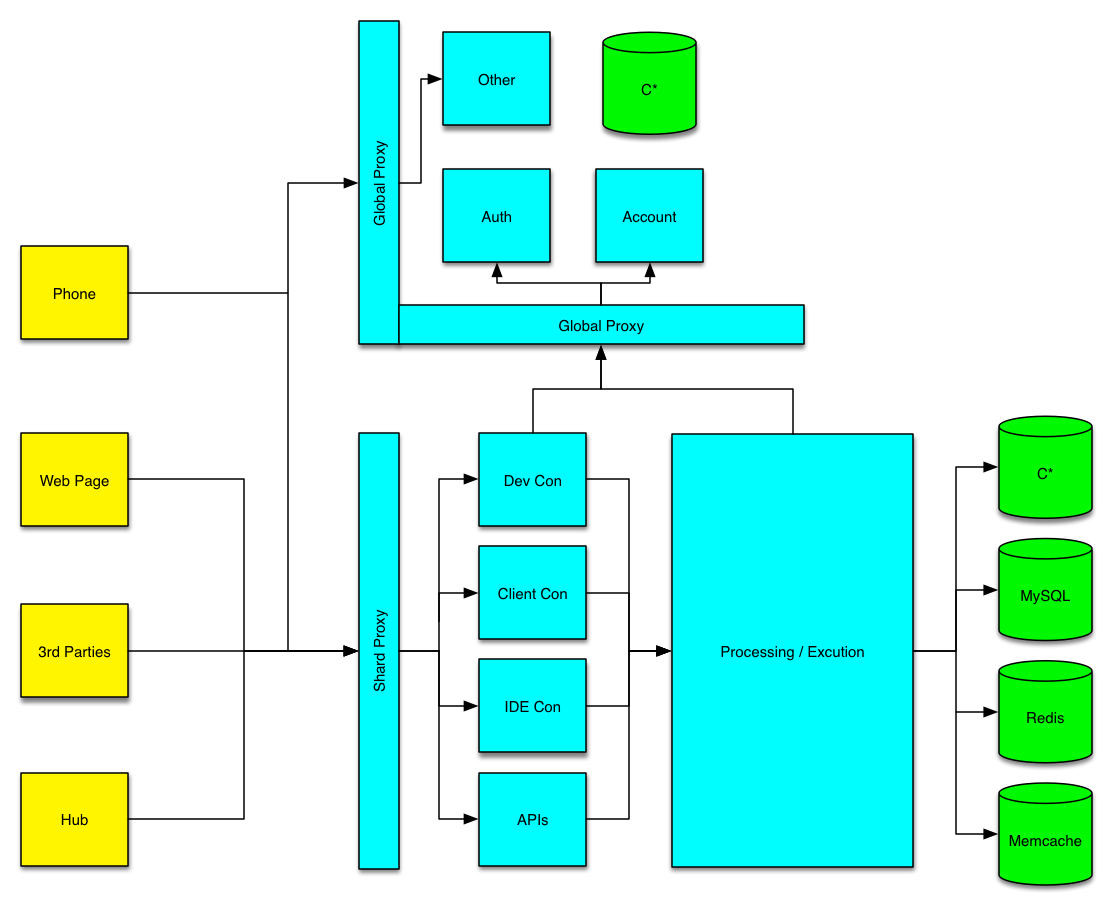 Other
C*
Global Proxy
Auth
Account
Phone
Global Proxy
Web Page
Dev Con
C*
Client Con
MySQL
3rd Parties
Shard Proxy
Processing / Excution
IDE Con
Redis
Hub
APIs
Memcache